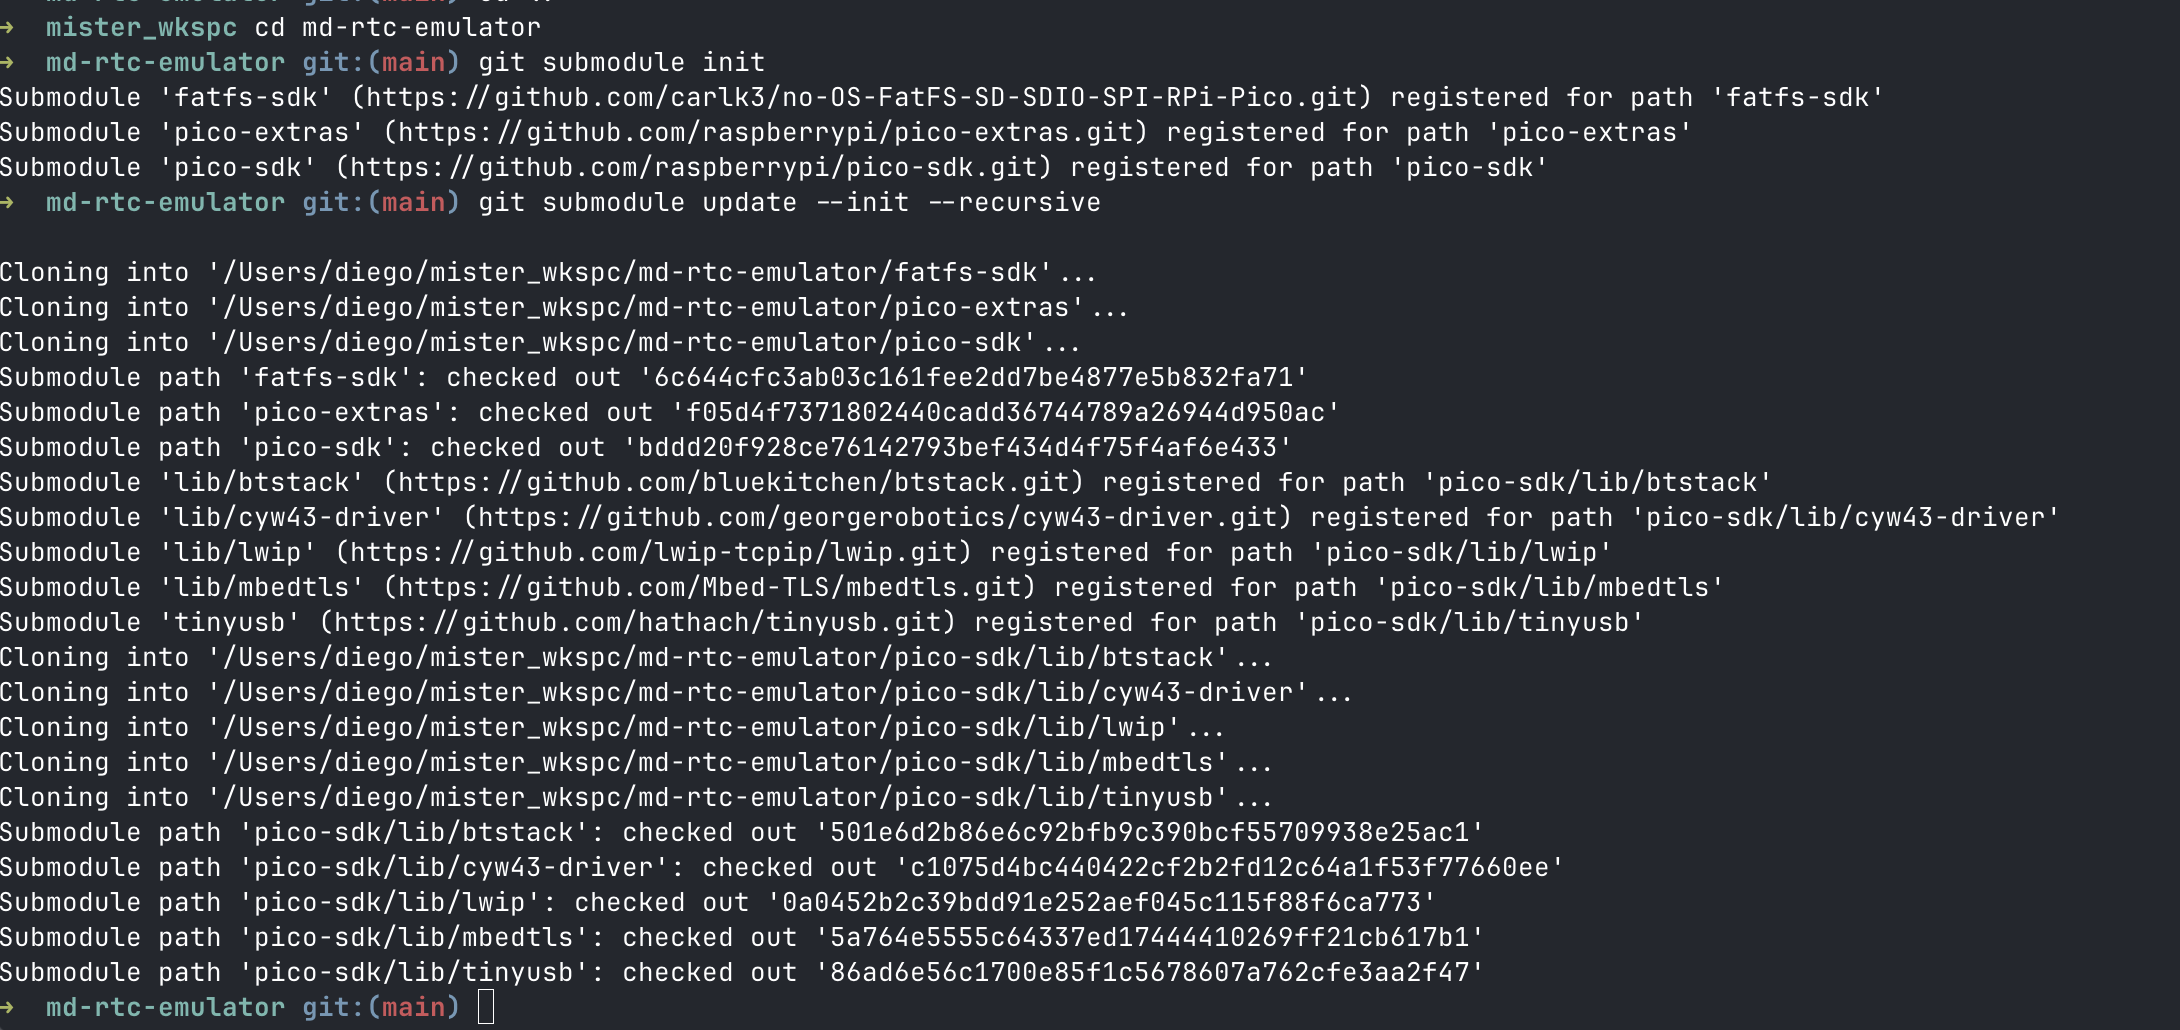 ➜  mister_wkspc cd md-rtc-emulator
➜  md-rtc-emulator git:(main) git submodule init
Submodule 'fatfs-sdk' (https://github.com/carlk3/no-OS-FatFS-SD-SDIO-SPI-RPi-Pico.git) registered for path 'fatfs-sdk'
Submodule 'pico-extras' (https://github.com/raspberrypi/pico-extras.git) registered for path 'pico-extras'
Submodule 'pico-sdk' (https://github.com/raspberrypi/pico-sdk.git) registered for path 'pico-sdk'
➜  md-rtc-emulator git:(main) git submodule update --init --recursive
Cloning into '/Users/diego/mister_wkspc/md-rtc-emulator/fatfs-sdk'...
Cloning into '/Users/diego/mister_wkspc/md-rtc-emulator/pico-extras'...
Cloning into '/Users/diego/mister_wkspc/md-rtc-emulator/pico-sdk'...
Submodule path 'fatfs-sdk': checked out '6c644cfc3ab03c161fee2dd7be4877e5b832fa71'
Submodule path 'pico-extras': checked out 'f05d4f7371802440cadd36744789a26944d950ac'
Submodule path 'pico-sdk': checked out 'bddd20f928ce76142793bef434d4f75f4af6e433'
Submodule 'lib/btstack' (https://github.com/bluekitchen/btstack.git) registered for path 'pico-sdk/lib/btstack'
Submodule 'lib/cyw43-driver' (https://github.com/georgerobotics/cyw43-driver.git) registered for path 'pico-sdk/lib/cyw43-driver'
Submodule 'lib/lwip' (https://github.com/lwip-tcpip/lwip.git) registered for path 'pico-sdk/lib/lwip'
Submodule 'lib/mbedtls' (https://github.com/Mbed-TLS/mbedtls.git) registered for path 'pico-sdk/lib/mbedtls'
Submodule 'tinyusb' (https://github.com/hathach/tinyusb.git) registered for path 'pico-sdk/lib/tinyusb'
Cloning into '/Users/diego/mister_wkspc/md-rtc-emulator/pico-sdk/lib/btstack'...
Cloning into '/Users/diego/mister_wkspc/md-rtc-emulator/pico-sdk/lib/cyw43-driver'...
Cloning into '/Users/diego/mister_wkspc/md-rtc-emulator/pico-sdk/lib/lwip'...
Cloning into '/Users/diego/mister_wkspc/md-rtc-emulator/pico-sdk/lib/mbedtls'...
Cloning into '/Users/diego/mister_wkspc/md-rtc-emulator/pico-sdk/lib/tinyusb'...
Submodule path 'pico-sdk/lib/btstack': checked out '501e6d2b86e6c92bfb9c390bcf55709938e25ac1'
Submodule path 'pico-sdk/lib/cyw43-driver': checked out 'c1075d4bc440422cf2b2fd12c64a1f53f77660ee'
Submodule path 'pico-sdk/lib/lwip': checked out '0a0452b2c39bdd91e252aef045c115f88f6ca773'
Submodule path 'pico-sdk/lib/mbedtls': checked out '5a764e5555c64337ed17444410269ff21cb617b1'
Submodule path 'pico-sdk/lib/tinyusb': checked out '86ad6e56c1700e85f1c5678607a762cfe3aa2f47'
➜  md-rtc-emulator git:(main)